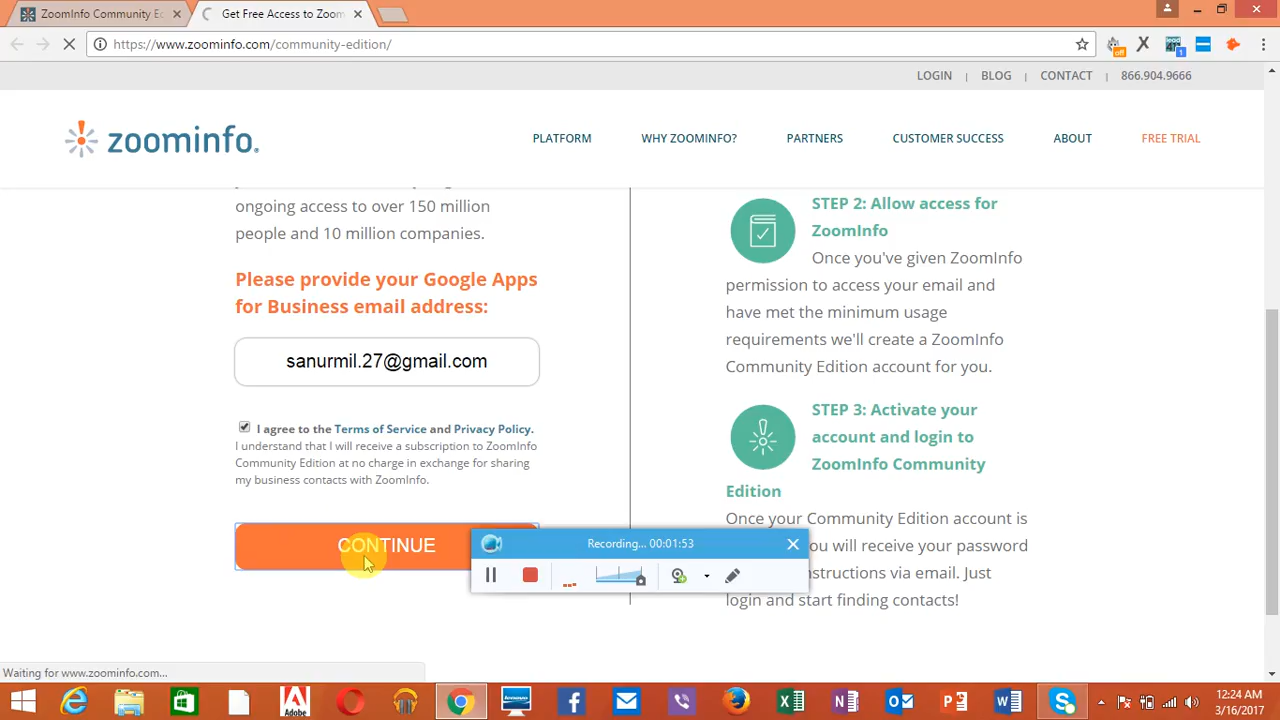 ZoomInfo Community Ed
Get Free Access to Zoom
https://www.zoominfo.com/community-edition/
off
lead
41
1
LOGIN | BLOG | CONTACT | 866.904.9666
zoominfo.
PLATFORM WHY ZOOMINFO? PARTNERS CUSTOMER SUCCESS ABOUT FREE TRIAL
ongoing access to over 150 million
people and 10 million companies.
Please provide your Google Apps
for Business email address:
sanurmil.27@gmail.com
I agree to the Terms of Service and Privacy Policy.
I understand that I will receive a subscription to ZoomInfo
Community Edition at no charge in exchange for sharing
my business contacts with ZoomInfo.
CONTINUE
STEP 2: Allow access for
ZoomInfo
Once you've given ZoomInfo
permission to access your email and
have met the minimum usage
requirements we'll create a ZoomInfo
Community Edition account for you.
STEP 3: Activate your
account and login to
ZoomInfo Community
Edition
Once your Community Edition account is
you will receive your password
instructions via email. Just
login and start finding contacts!
Recording... 00:01:53
Waiting for www.zoominfo.com...
Adobe
lenovo
12:24 AM
3/16/2017